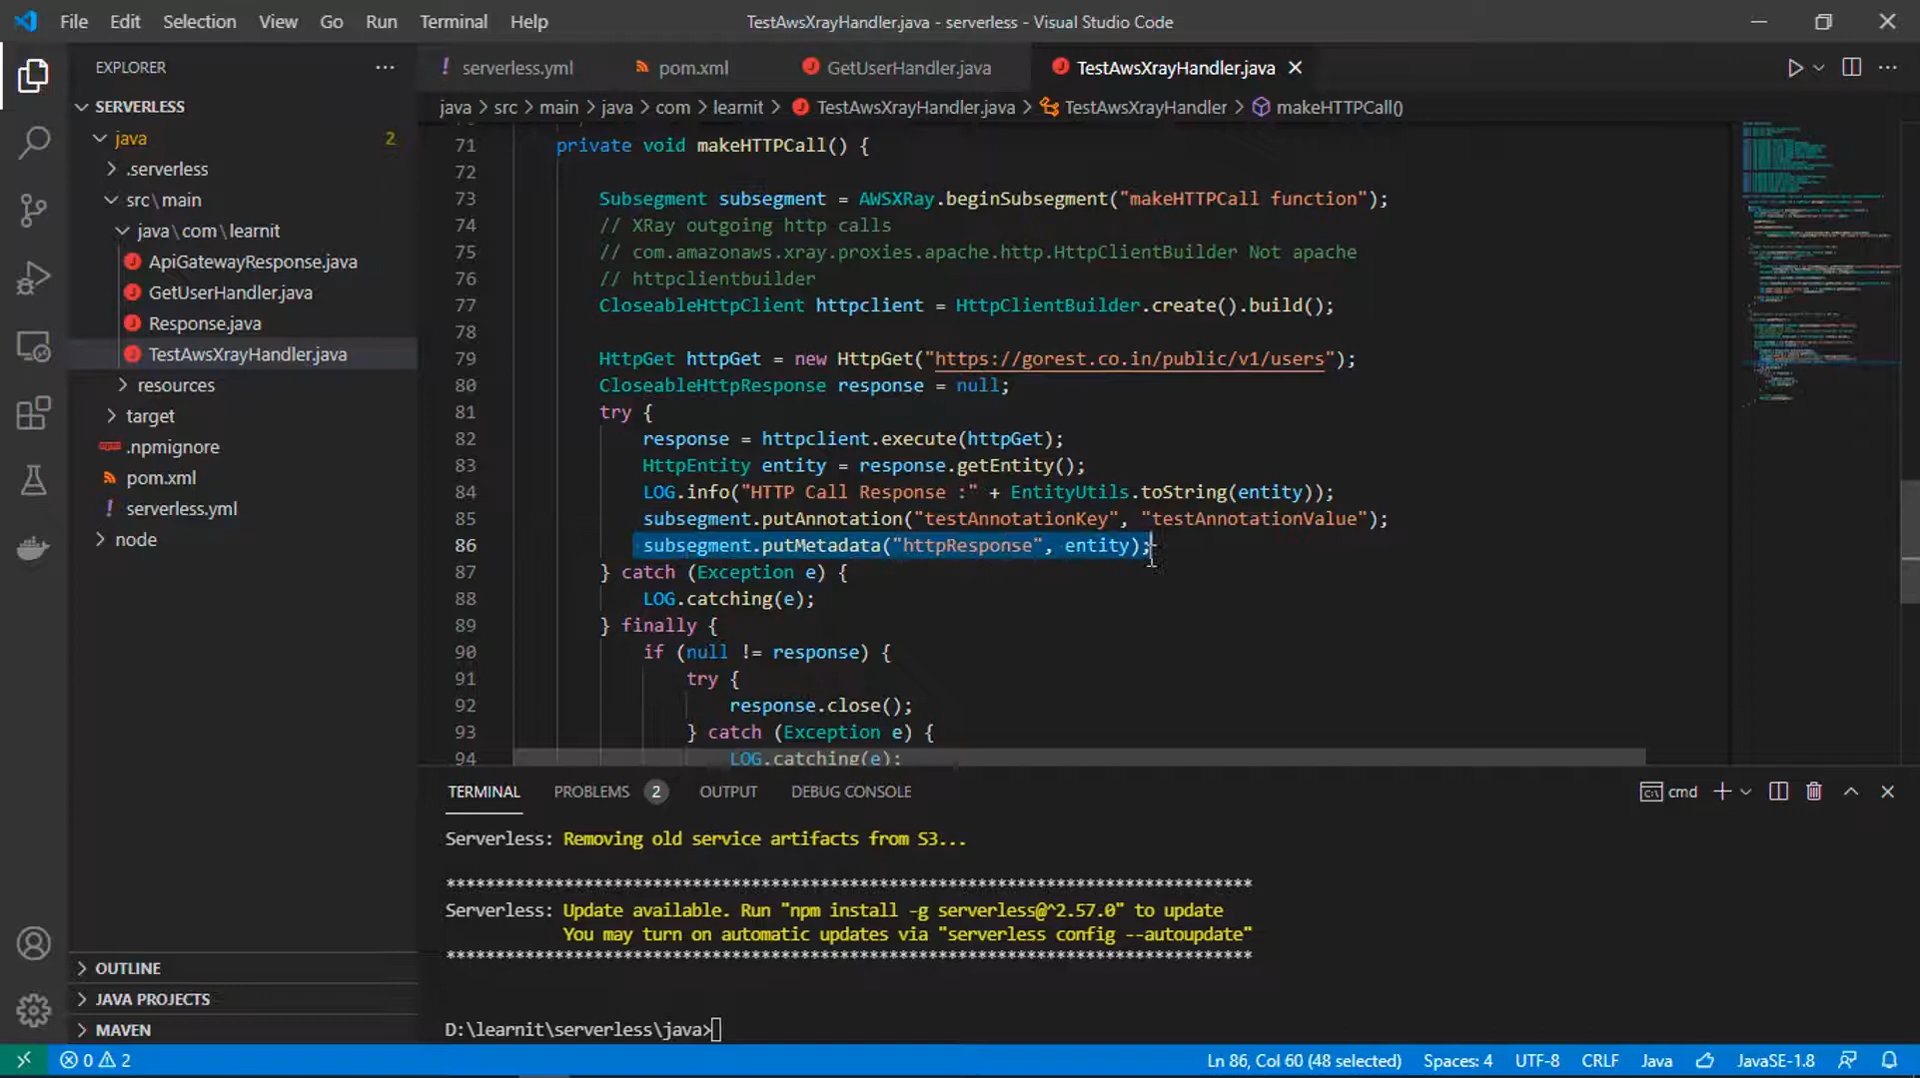 File Edit Selection View Go Run Terminal Help
TestAwsXrayHandler.java - serverless - Visual Studio Code
EXPLORER
SERVERLESS
java 2
.serverless
src\main
java\com\learnit
ApiGatewayResponse.java
GetUserHandler.java
Response.java
TestAwsXrayHandler.java
resources
target
.npmignore
pom.xml
serverless.yml
node
OUTLINE
JAVA PROJECTS
MAVEN
! serverless.yml pom.xml GetUserHandler.java TestAwsXrayHandler.java
java > src > main > java > com > learnit > TestAwsXrayHandler.java > TestAwsXrayHandler > makeHTTPCall()
71 private void makeHTTPCall() {
72
73 Subsegment subsegment = AWSXRay.beginSubsegment("makeHTTPCall function");
74 // XRay outgoing http calls
75 // com.amazonaws.xray.proxies.apache.http.HttpClientBuilder Not apache
76 // httpclientbuilder
77 CloseableHttpClient httpclient = HttpClientBuilder.create().build();
78
79 HttpGet httpGet = new HttpGet("https://gorest.co.in/public/v1/users");
80 CloseableHttpResponse response = null;
81 try {
82 response = httpclient.execute(httpGet);
83 HttpEntity entity = response.getEntity();
84 LOG.info("HTTP Call Response :" + EntityUtils.toString(entity));
85 subsegment.putAnnotation("testAnnotationKey", "testAnnotationValue");
86 subsegment.putMetadata("httpResponse", entity);
87 } catch (Exception e) {
88 LOG.catching(e);
89 } finally {
90 if (null != response) {
91 try {
92 response.close();
93 } catch (Exception e) {
94 LOG.catching(e);
TERMINAL PROBLEMS 2 OUTPUT DEBUG CONSOLE
cmd
Serverless: Removing old service artifacts from S3...
**********************************************************************************
Serverless: Update available. Run "npm install -g serverless@^2.57.0" to update
You may turn on automatic updates via "serverless config --autoupdate"
**********************************************************************************
D:\learnit\serverless\java>
0 2
Ln 86, Col 60 (48 selected) Spaces: 4 UTF-8 CRLF Java JavaSE-1.8